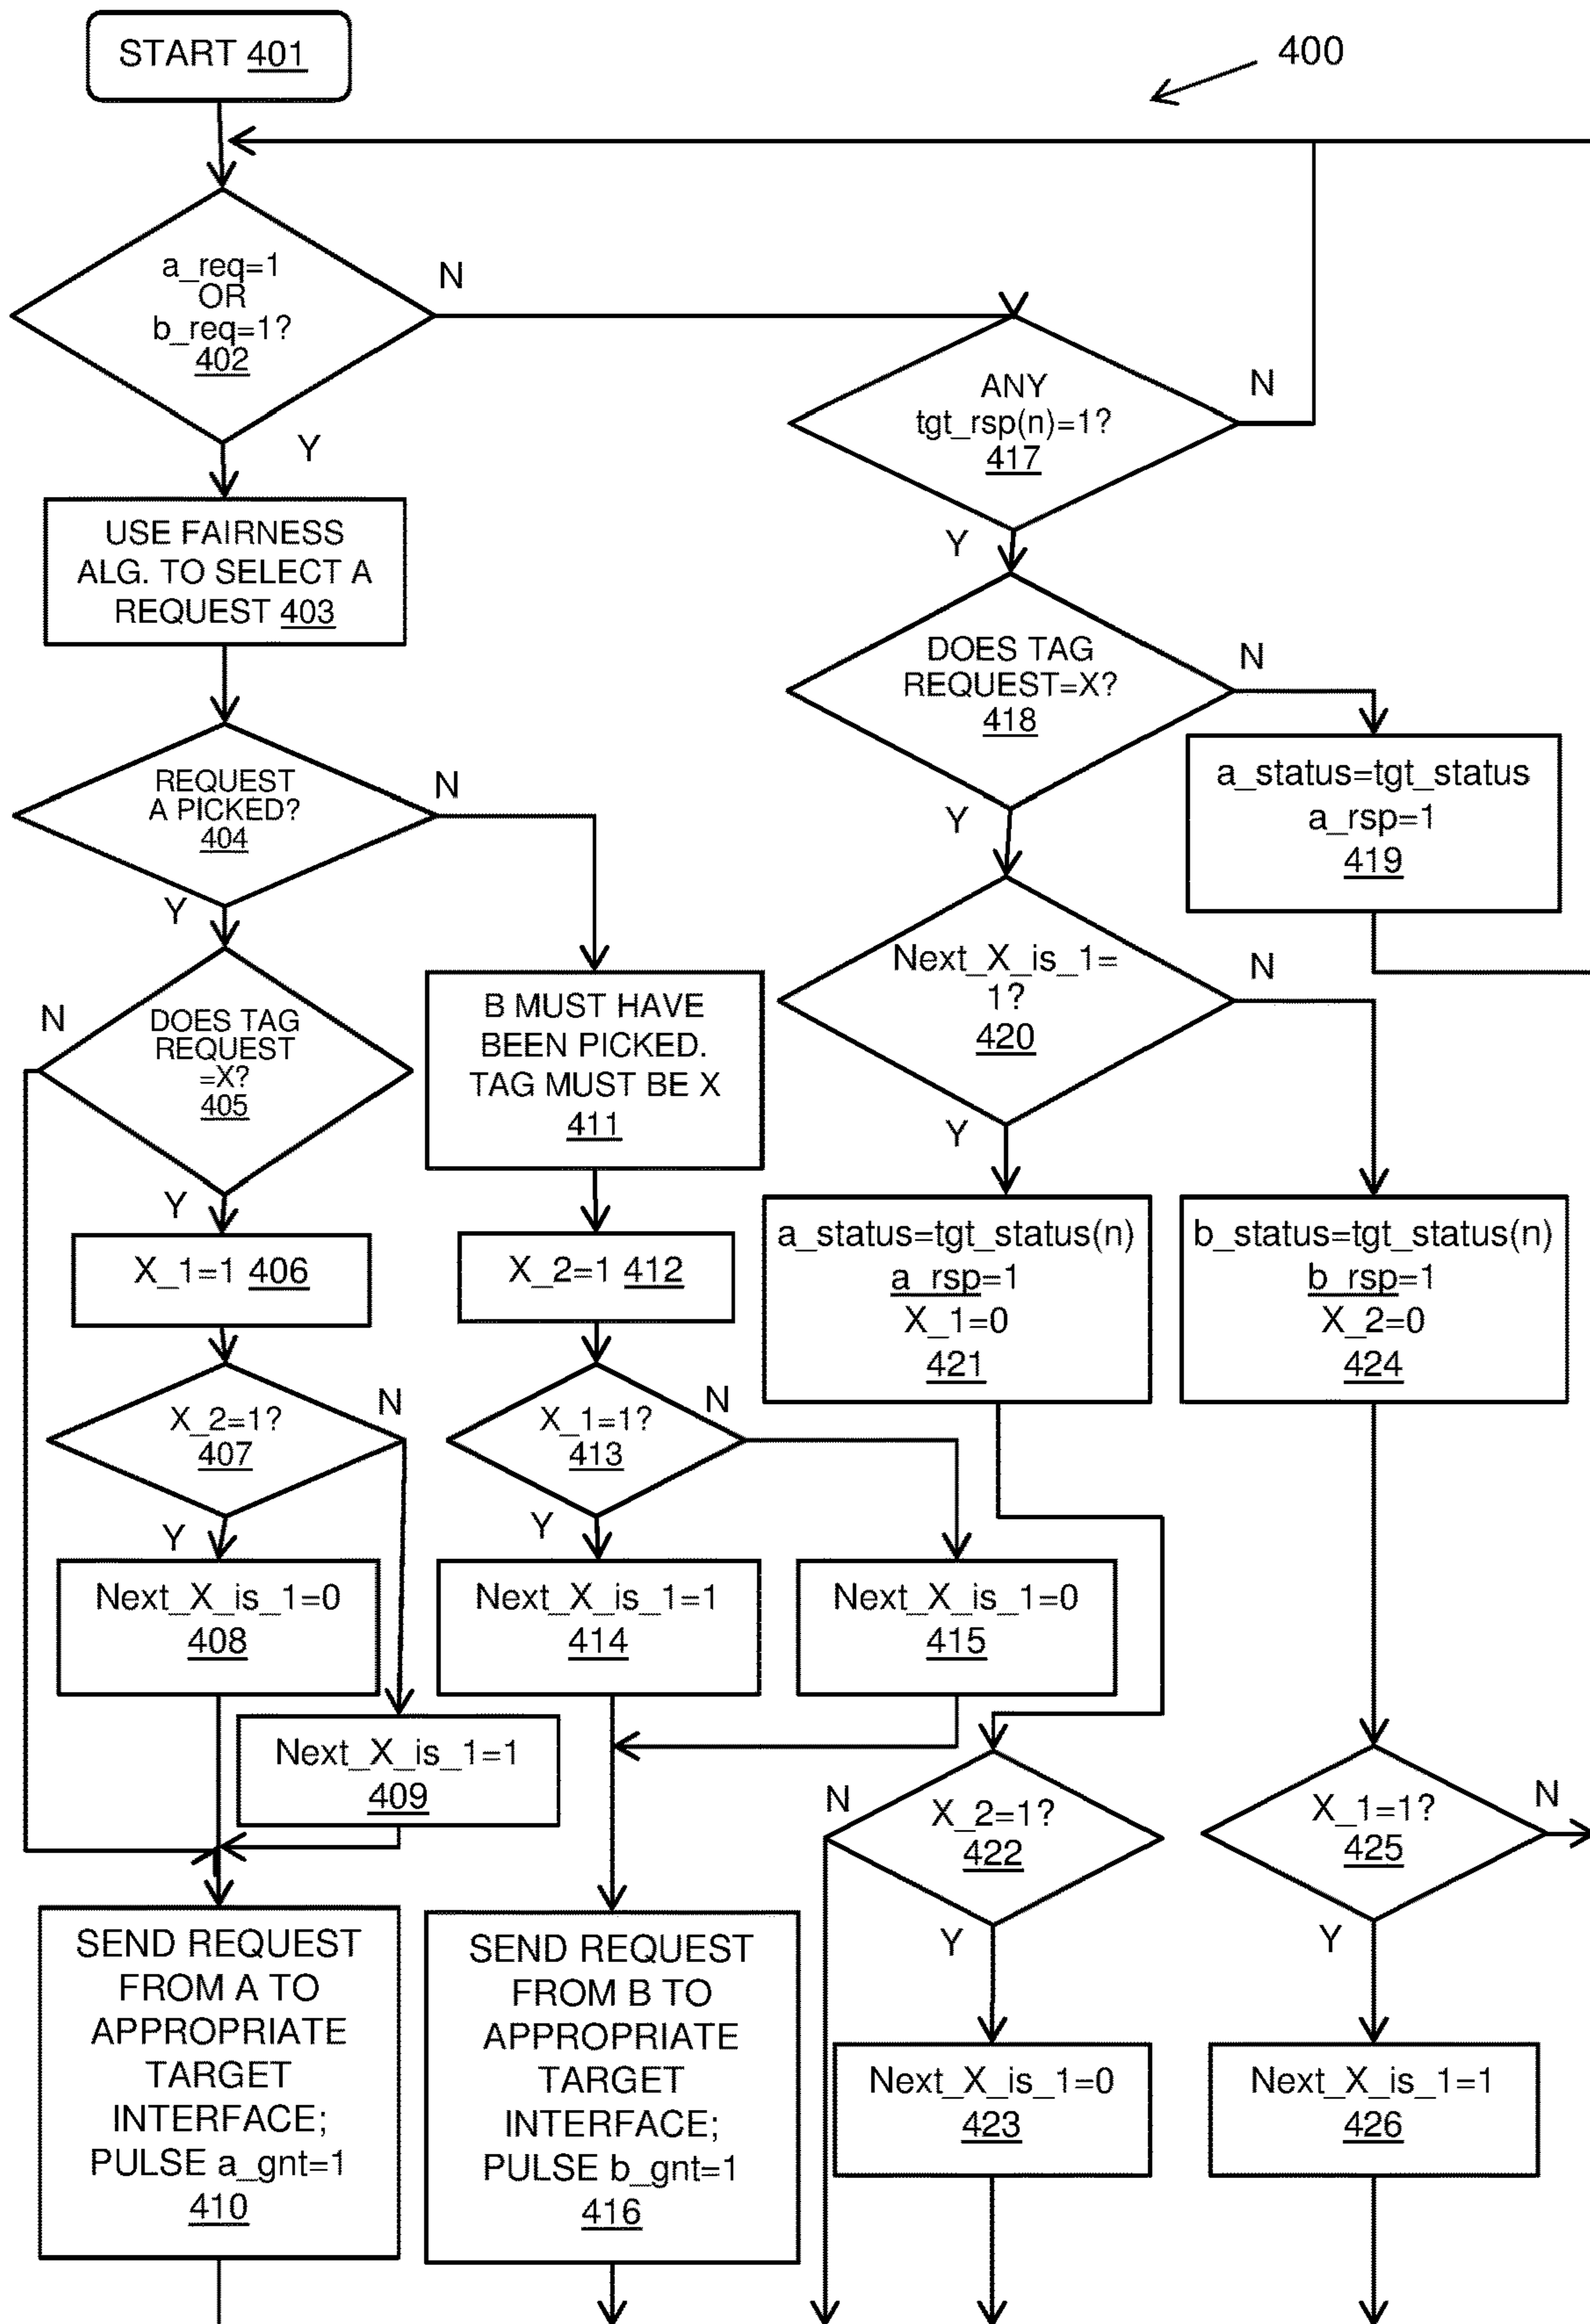 START 401
400
a_req=1
OR
b_req=1?
402
N
Y
ANY
tgt_rsp(n)=1?
417
N
Y
USE FAIRNESS
ALG. TO SELECT A
REQUEST 403
DOES TAG
REQUEST=X?
418
N
Y
a_status=tgt_status
a_rsp=1
419
REQUEST
A PICKED?
404
N
Y
Next_X_is_1=
1?
420
N
Y
DOES TAG
REQUEST
=X?
405
N
Y
B MUST HAVE
BEEN PICKED.
TAG MUST BE X
411
X_1=1 406
X_2=1 412
a_status=tgt_status(n)
a_rsp=1
X_1=0
421
b_status=tgt_status(n)
b_rsp=1
X_2=0
424
X_2=1?
407
N
Y
X_1=1?
413
N
Y
Next_X_is_1=0
408
Next_X_is_1=1
414
Next_X_is_1=0
415
Next_X_is_1=1
409
X_2=1?
422
N
Y
X_1=1?
425
N
Y
SEND REQUEST
FROM A TO
APPROPRIATE
TARGET
INTERFACE;
PULSE a_gnt=1
410
SEND REQUEST
FROM B TO
APPROPRIATE
TARGET
INTERFACE;
PULSE b_gnt=1
416
Next_X_is_1=0
423
Next_X_is_1=1
426